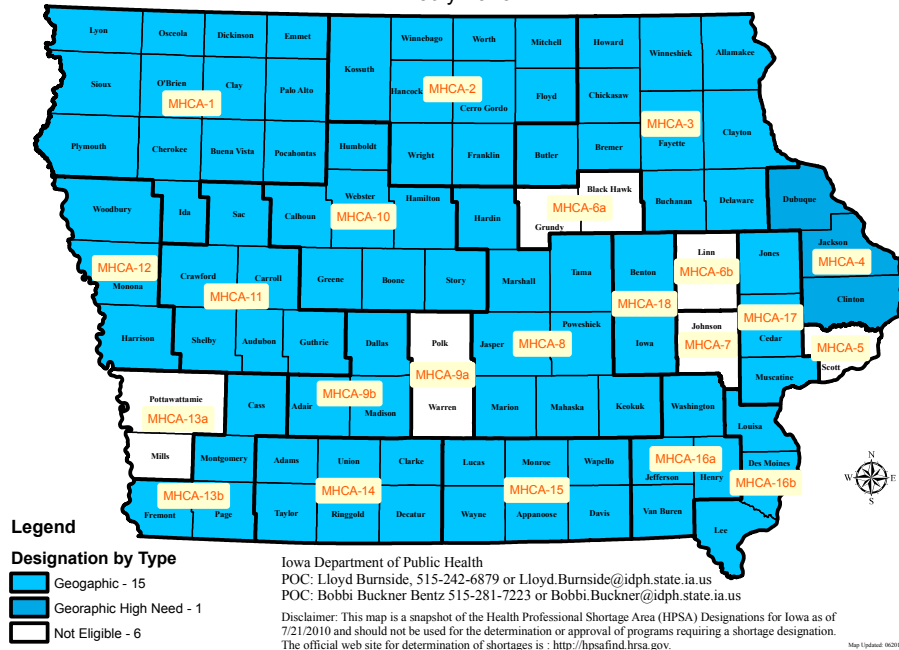 Lyon Osceola Dickinson Emmet Winnebago Worth Mitchell Howard Winneshiek Allamakee
Kossuth
Sioux O'Brien Clay Palo Alto Hancock MHCA-2 Cerro Gordo Floyd Chickasaw
MHCA-1
MHCA-3
Plymouth Cherokee Buena Vista Pocahontas Humboldt Wright Franklin Butler Bremer Fayette Clayton
Woodbury Ida Sac Calhoun Webster Hamilton Hardin Grundy Black Hawk Buchanan Delaware Dubuque
MHCA-10
MHCA-6a
MHCA-12
Monona
Crawford Carroll Greene Boone Story Marshall Tama Benton Linn Jones Jackson
MHCA-11
MHCA-6b
MHCA-4
Clinton
MHCA-18
MHCA-17
Harrison Shelby Audubon Guthrie Dallas Polk Jasper MHCA-8 Poweshiek Iowa Johnson Cedar MHCA-5
MHCA-7
Scott
MHCA-9a
Muscatine
Pottawattamie Cass Adair MHCA-9b Madison Warren Marion Mahaska Keokuk Washington Louisa
MHCA-13a
Mills Montgomery Adams Union Clarke Lucas Monroe Wapello Jefferson MHCA-16a Henry Des Moines
MHCA-16b
MHCA-13b
MHCA-14
MHCA-15
Fremont Page Taylor Ringgold Decatur Wayne Appanoose Davis Van Buren Lee
N
W E
S
Legend
Designation by Type
Geogaphic - 15
Georaphic High Need - 1
Not Eligible - 6
Iowa Department of Public Health
POC: Lloyd Burnside, 515-242-6879 or Lloyd.Burnside@idph.state.ia.us
POC: Bobbi Buckner Bentz 515-281-7223 or Bobbi.Buckner@idph.state.ia.us
Disclaimer: This map is a snapshot of the Health Professional Shortage Area (HPSA) Designations for Iowa as of
7/21/2010 and should not be used for the determination or approval of programs requiring a shortage designation.
The official web site for determination of shortages is : http://hpsafind.hrsa.gov.
Map Updated: